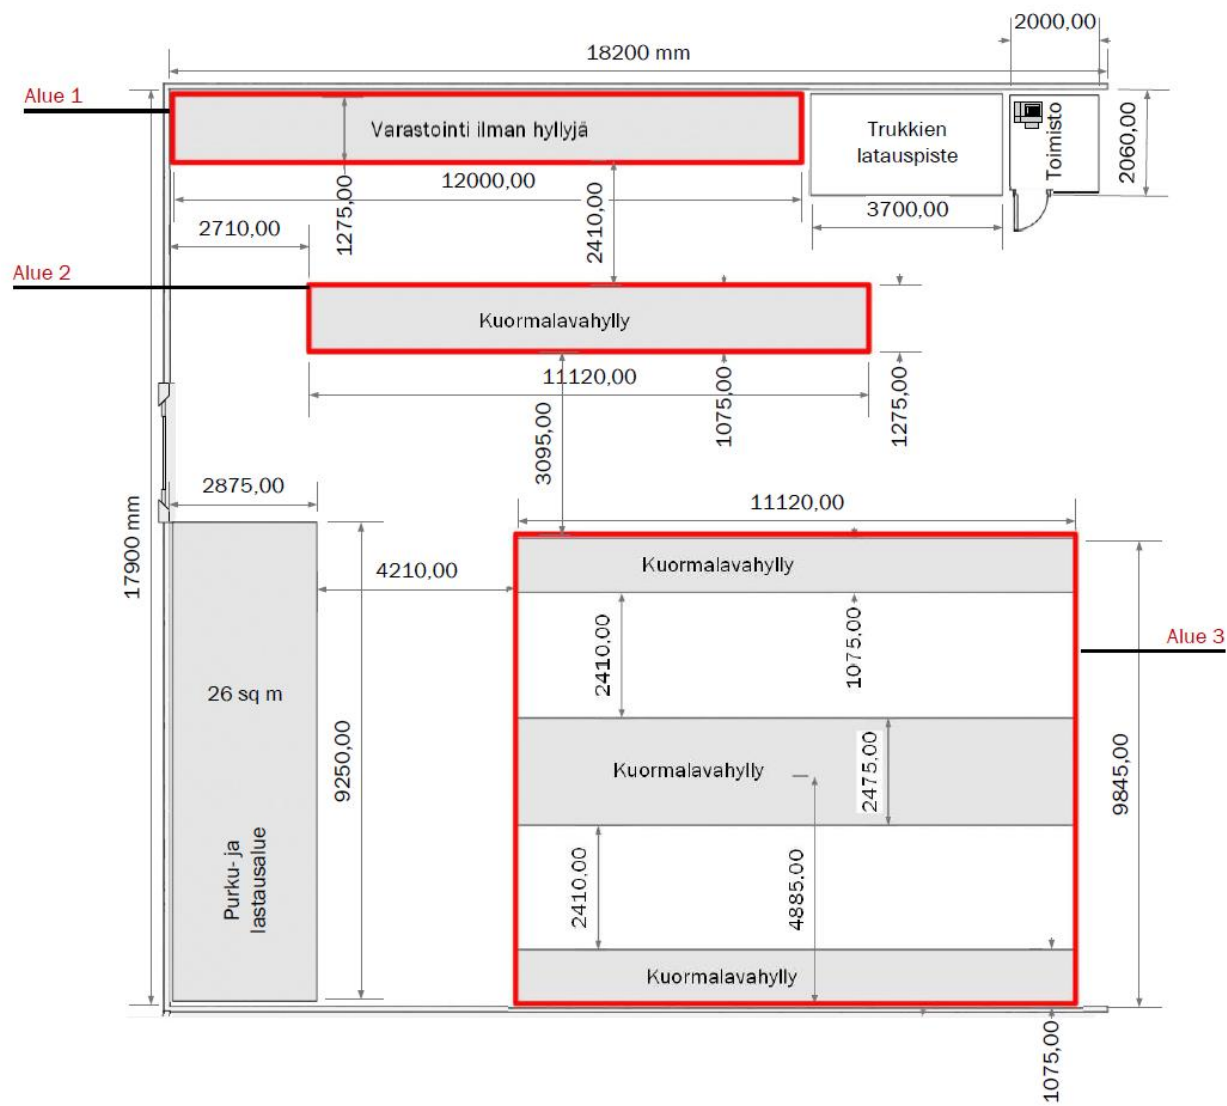 2000,00
18200 mm
Alue 1
Varastointi ilman hyllyjä
Trukkien
latauspiste
Toimisto
2060,00
12000,00
1275,00
2410,00
3700,00
2710,00
Alue 2
Kuormalavahylly
11120,00
1075,00
1275,00
3095,00
2875,00
11120,00
17900 mm
Kuormalavahylly
4210,00
2410,00
1075,00
Alue 3
26 sq m
9250,00
Kuormalavahylly
2475,00
9845,00
Purku- ja
lastausalue
2410,00
4885,00
Kuormalavahylly
1075,00